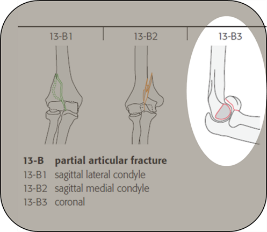 13-B1 13-B2 13-B3
13-B partial articular fracture
13-B1 sagittal lateral condyle
13-B2 sagittal medial condyle
13-B3 coronal